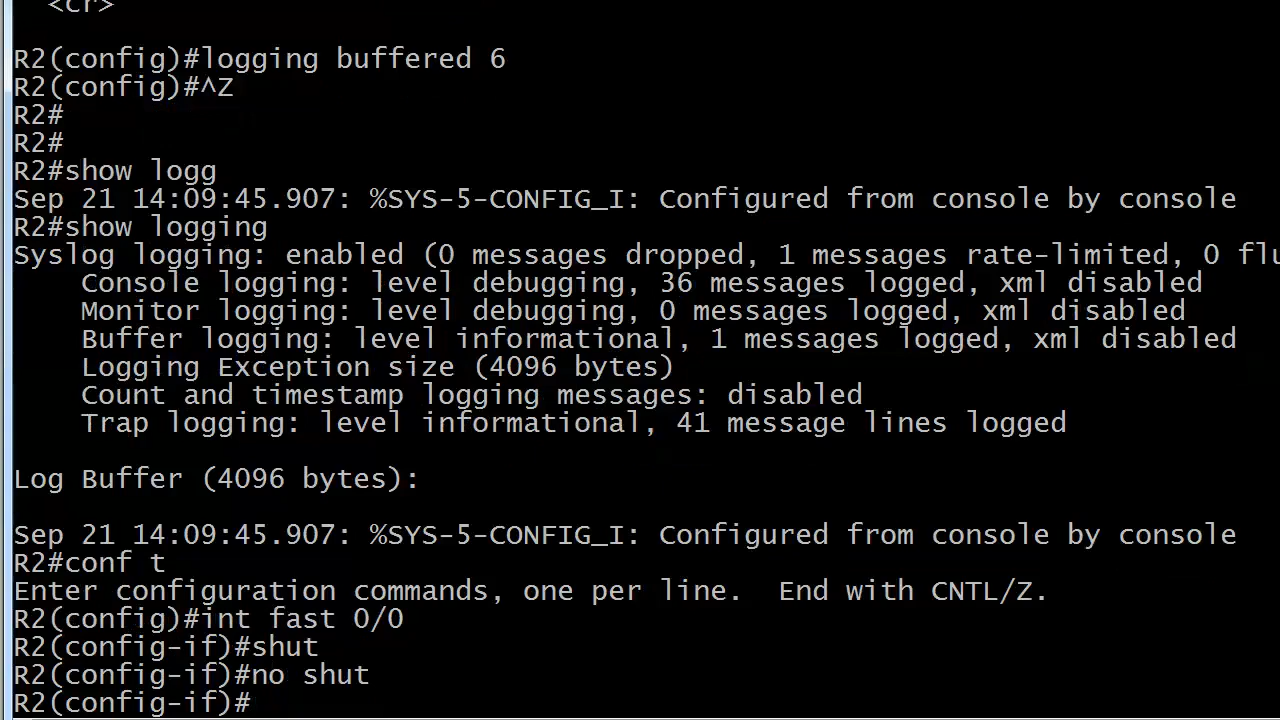 <cr>
R2(config)#logging buffered 6
R2(config)#^Z
R2#
R2#
R2#show logg
Sep 21 14:09:45.907: %SYS-5-CONFIG_I: Configured from console by console
R2#show logging
Syslog logging: enabled (0 messages dropped, 1 messages rate-limited, 0 flu
Console logging: level debugging, 36 messages logged, xml disabled
Monitor logging: level debugging, 0 messages logged, xml disabled
Buffer logging: level informational, 1 messages logged, xml disabled
Logging Exception size (4096 bytes)
Count and timestamp logging messages: disabled
Trap logging: level informational, 41 message lines logged
Log Buffer (4096 bytes):
Sep 21 14:09:45.907: %SYS-5-CONFIG_I: Configured from console by console
R2#conf t
Enter configuration commands, one per line.  End with CNTL/Z.
R2(config)#int fast 0/0
R2(config-if)#shut
R2(config-if)#no shut
R2(config-if)#